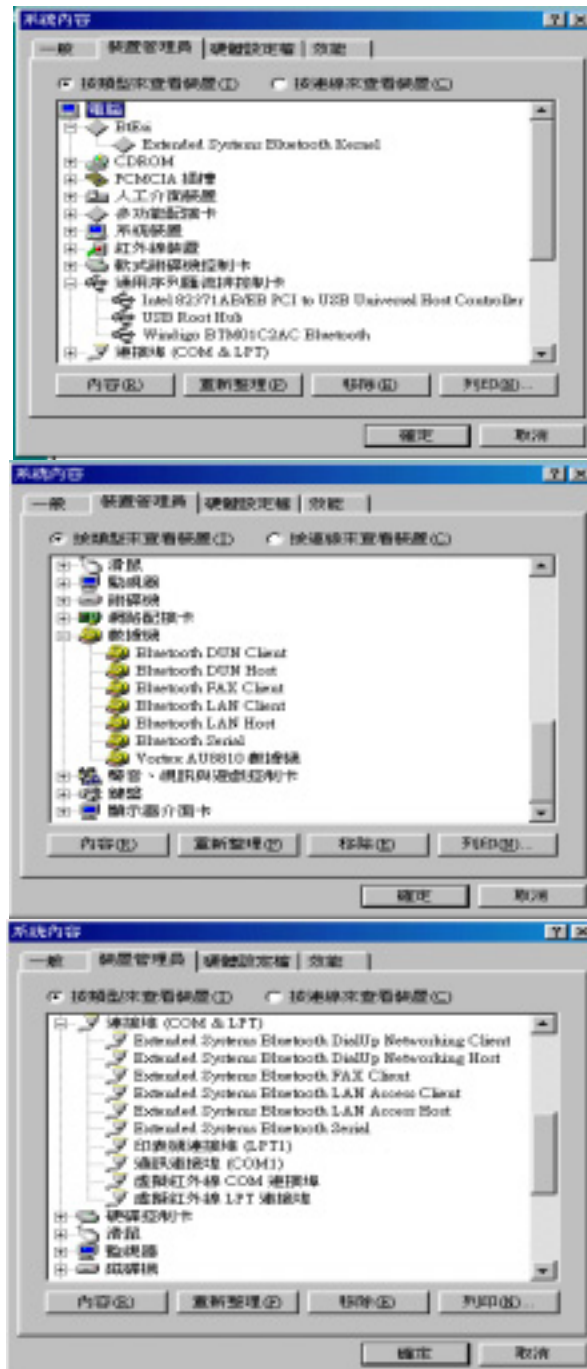 系統內容
一般 裝置管理員 硬體設定檔 效能
按類型來查看裝置(I) 按連線來查看裝置(C)
電腦
BtExi
Extended Systems Bluetooth Kernel
CDROM
PCMCIA 插槽
人工介面裝置
多功能配接卡
系統裝置
紅外線裝置
軟式磁碟機控制卡
通用序列匯流排控制卡
Intel 82371AB/EB PCI to USB Universal Host Controller
USB Root Hub
Windigo BTM01C2AC Bluetooth
連接埠 (COM & LPT)
內容(R) 重新整理(F) 移除(E) 列印(N)...
確定 取消
系統內容
一般 裝置管理員 硬體設定檔 效能
按類型來查看裝置(I) 按連線來查看裝置(C)
滑鼠
監視器
磁碟機
網路配接卡
數據機
Bluetooth DUN Client
Bluetooth DUN Host
Bluetooth FAX Client
Bluetooth LAN Client
Bluetooth LAN Host
Bluetooth Serial
Vortex AU8810 數據機
聲音、視訊與遊戲控制卡
鍵盤
顯示器介面卡
內容(R) 重新整理(F) 移除(E) 列印(N)...
確定 取消
系統內容
一般 裝置管理員 硬體設定檔 效能
按類型來查看裝置(I) 按連線來查看裝置(C)
連接埠 (COM & LPT)
Extended Systems Bluetooth DialUp Networking Client
Extended Systems Bluetooth DialUp Networking Host
Extended Systems Bluetooth FAX Client
Extended Systems Bluetooth LAN Access Client
Extended Systems Bluetooth LAN Access Host
Extended Systems Bluetooth Serial
印表機連接埠 (LPT1)
通訊連接埠 (COM1)
虛擬紅外線 COM 連接埠
虛擬紅外線 LPT 連接埠
硬碟控制卡
滑鼠
監視器
磁碟機
內容(R) 重新整理(F) 移除(E) 列印(N)...
確定 取消